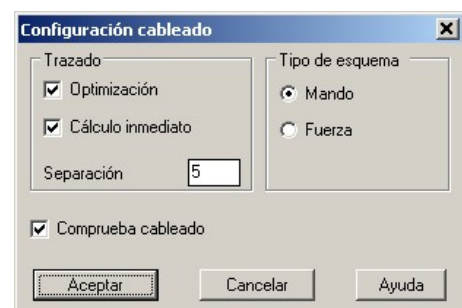 Configuración cableado
Trazado
Optimización
Cálculo inmediato
Separación 5
Tipo de esquema
Mando
Fuerza
Comprueba cableado
Aceptar Cancelar Ayuda